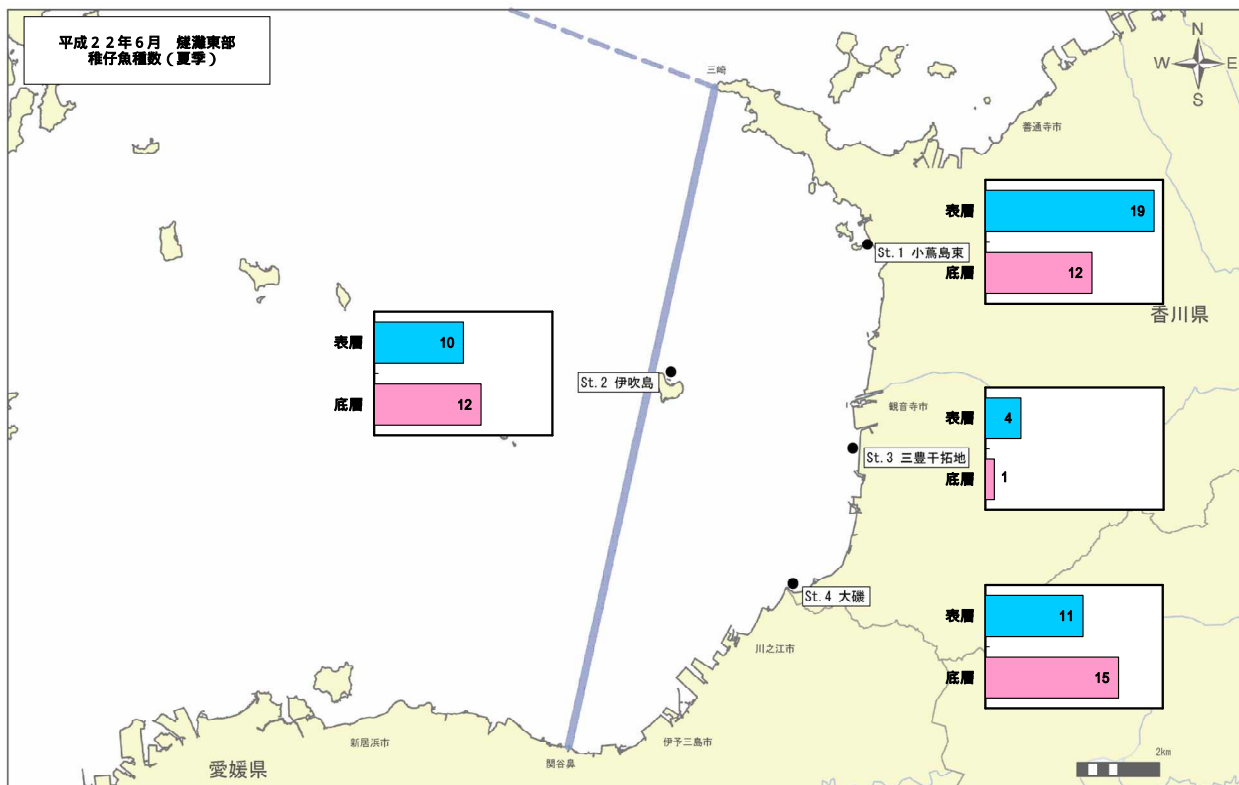 平成２２年６月　燧灘東部
稚仔魚種数（夏季）
三崎
N
W E
S
善通寺市
表層 19
底層 12
St.1 小蔦島東
香川県
表層 10
底層 12
St.2 伊吹島
観音寺市
表層 4
底層 1
St.3 三豊干拓地
St.4 大磯
表層 11
底層 15
川之江市
伊予三島市
新居浜市
関谷鼻
愛媛県
2km